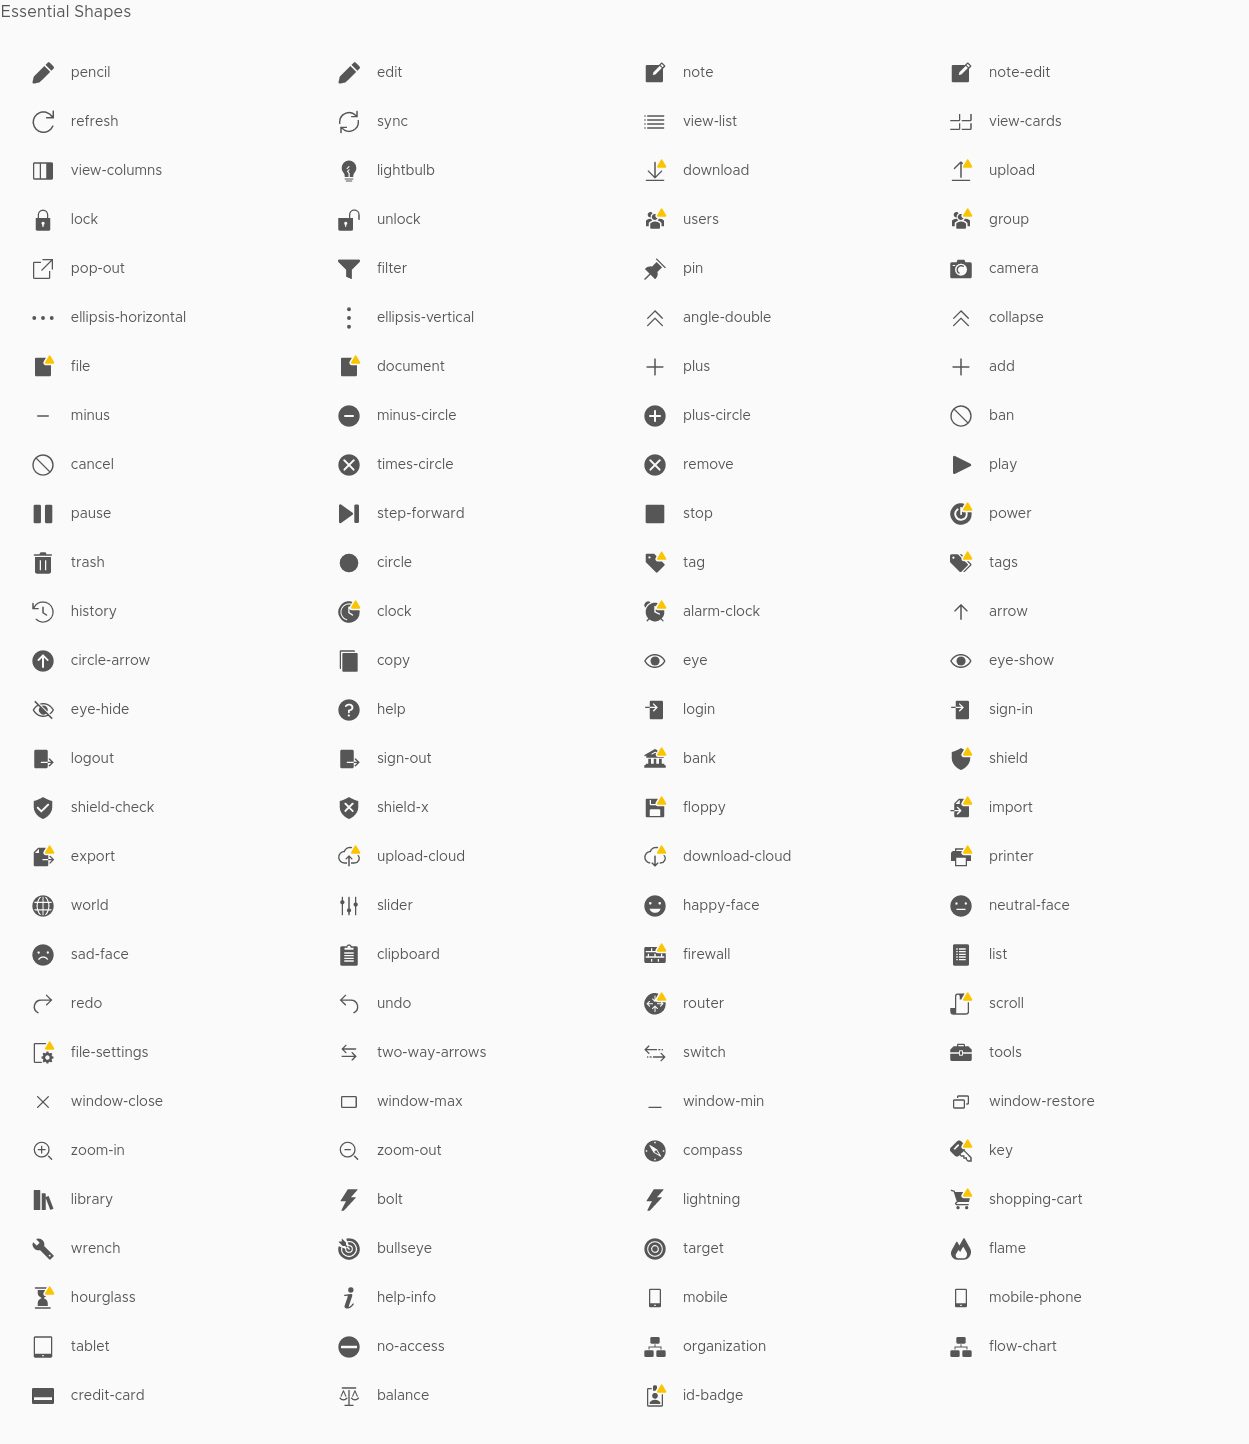 Essential Shapes
pencil edit note note-edit
refresh sync view-list view-cards
view-columns lightbulb download upload
lock unlock users group
pop-out filter pin camera
ellipsis-horizontal ellipsis-vertical angle-double collapse
file document plus add
minus minus-circle plus-circle ban
cancel times-circle remove play
pause step-forward stop power
trash circle tag tags
history clock alarm-clock arrow
circle-arrow copy eye eye-show
eye-hide help login sign-in
logout sign-out bank shield
shield-check shield-x floppy import
export upload-cloud download-cloud printer
world slider happy-face neutral-face
sad-face clipboard firewall list
redo undo router scroll
file-settings two-way-arrows switch tools
window-close window-max window-min window-restore
zoom-in zoom-out compass key
library bolt lightning shopping-cart
wrench bullseye target flame
hourglass help-info mobile mobile-phone
tablet no-access organization flow-chart
credit-card balance id-badge